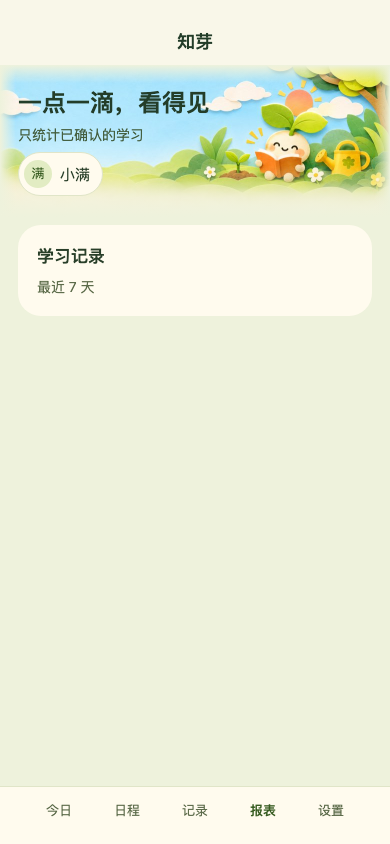 知芽
一点一滴，看得见
只统计已确认的学习
满 小满
学习记录
最近 7 天
今日 日程 记录 报表 设置